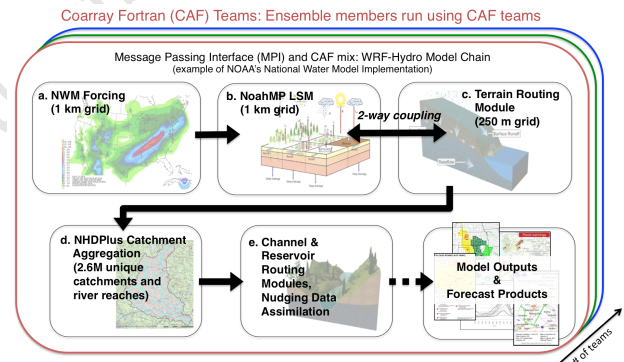 Coarray Fortran (CAF) Teams: Ensemble members run using CAF teams
Message Passing Interface (MPI) and CAF mix: WRF-Hydro Model Chain
(example of NOAA's National Water Model Implementation)
a. NWM Forcing
(1 km grid)
b. NoahMP LSM
(1 km grid)
2-way coupling
c. Terrain Routing
Module
(250 m grid)
Surface Runoff
Baseflow
d. NHDPlus Catchment
Aggregation
(2.6M unique
catchments and
river reaches)
e. Channel &
Reservoir
Routing
Modules,
Nudging Data
Assimilation
Model Outputs
&
Forecast Products
of teams